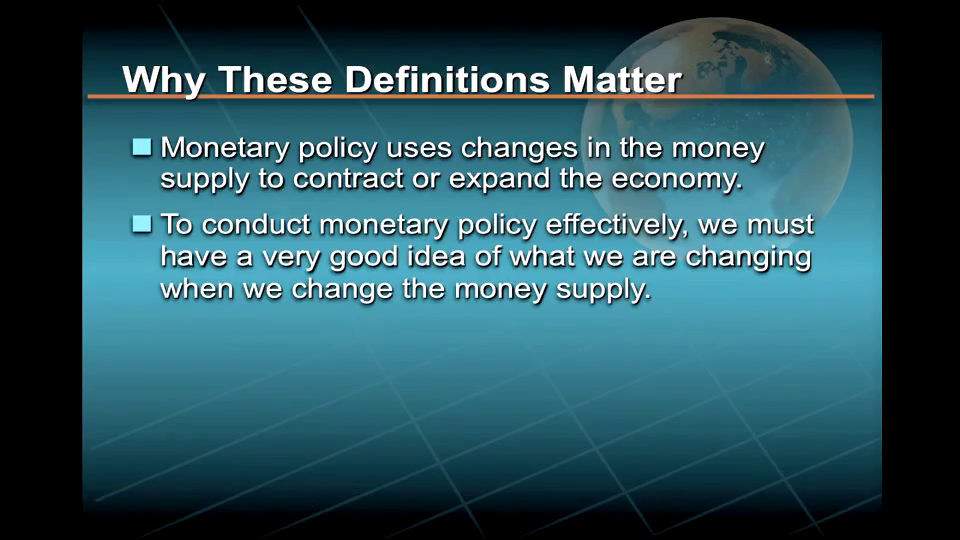 Why These Definitions Matter
Monetary policy uses changes in the money
supply to contract or expand the economy.
To conduct monetary policy effectively, we must
have a very good idea of what we are changing
when we change the money supply.